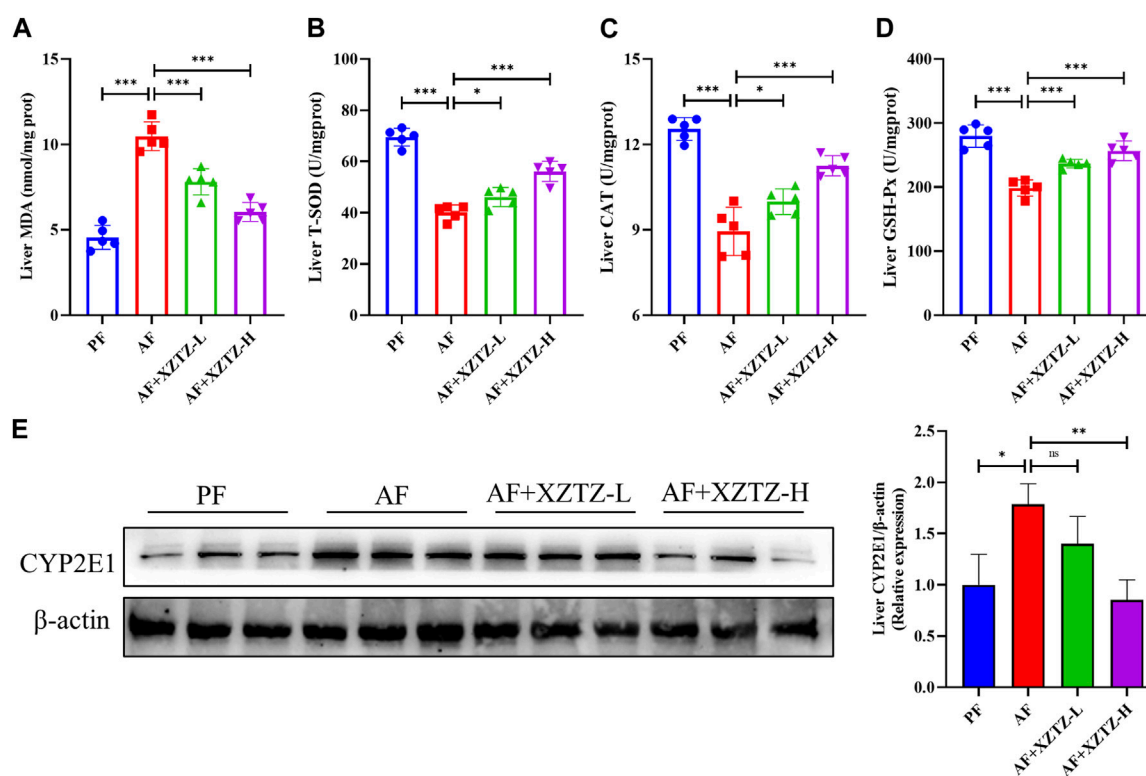 A
Liver MDA (nmol/mg prot)
15
10
5
0
***
***
***
PF
AF
AF+XZTZ-L
AF+XZTZ-H
B
Liver T-SOD (U/mgprot)
100
80
60
40
20
0
***
*
***
PF
AF
AF+XZTZ-L
AF+XZTZ-H
C
Liver CAT (U/mgprot)
15
12
9
6
***
*
***
PF
AF
AF+XZTZ-L
AF+XZTZ-H
D
Liver GSH-Px (U/mgprot)
400
300
200
100
0
***
***
***
PF
AF
AF+XZTZ-L
AF+XZTZ-H
E
PF AF AF+XZTZ-L AF+XZTZ-H
CYP2E1
β-actin
Liver CYP2E1/β-actin
(Relative expression)
2.5
2.0
1.5
1.0
0.5
0.0
*
ns
**
PF
AF
AF+XZTZ-L
AF+XZTZ-H